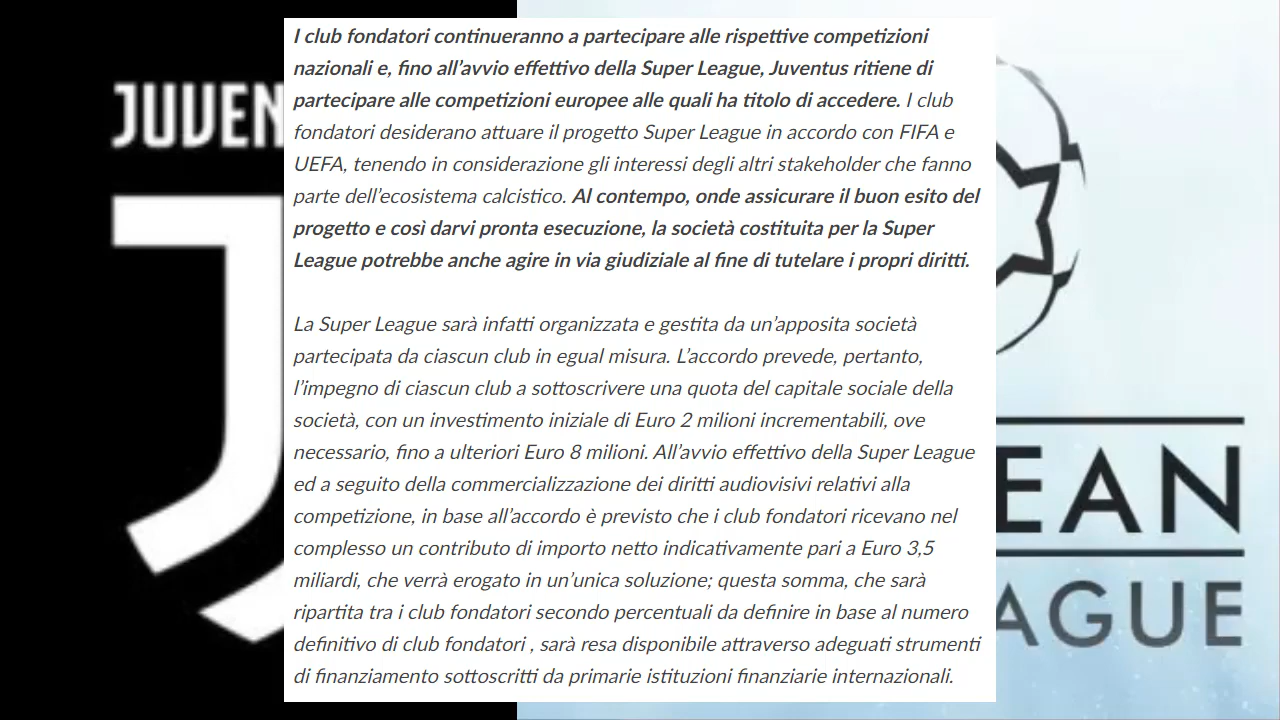 JUVEN
I club fondatori continueranno a partecipare alle rispettive competizioni
nazionali e, fino all’avvio effettivo della Super League, Juventus ritiene di
partecipare alle competizioni europee alle quali ha titolo di accedere. I club
fondatori desiderano attuare il progetto Super League in accordo con FIFA e
UEFA, tenendo in considerazione gli interessi degli altri stakeholder che fanno
parte dell’ecosistema calcistico. Al contempo, onde assicurare il buon esito del
progetto e così darvi pronta esecuzione, la società costituita per la Super
League potrebbe anche agire in via giudiziale al fine di tutelare i propri diritti.
La Super League sarà infatti organizzata e gestita da un’apposita società
partecipata da ciascun club in egual misura. L’accordo prevede, pertanto,
l’impegno di ciascun club a sottoscrivere una quota del capitale sociale della
società, con un investimento iniziale di Euro 2 milioni incrementabili, ove
necessario, fino a ulteriori Euro 8 milioni. All’avvio effettivo della Super League
ed a seguito della commercializzazione dei diritti audiovisivi relativi alla
competizione, in base all’accordo è previsto che i club fondatori ricevano nel
complesso un contributo di importo netto indicativamente pari a Euro 3,5
miliardi, che verrà erogato in un’unica soluzione; questa somma, che sarà
ripartita tra i club fondatori secondo percentuali da definire in base al numero
definitivo di club fondatori , sarà resa disponibile attraverso adeguati strumenti
di finanziamento sottoscritti da primarie istituzioni finanziarie internazionali.
EAN
AGUE